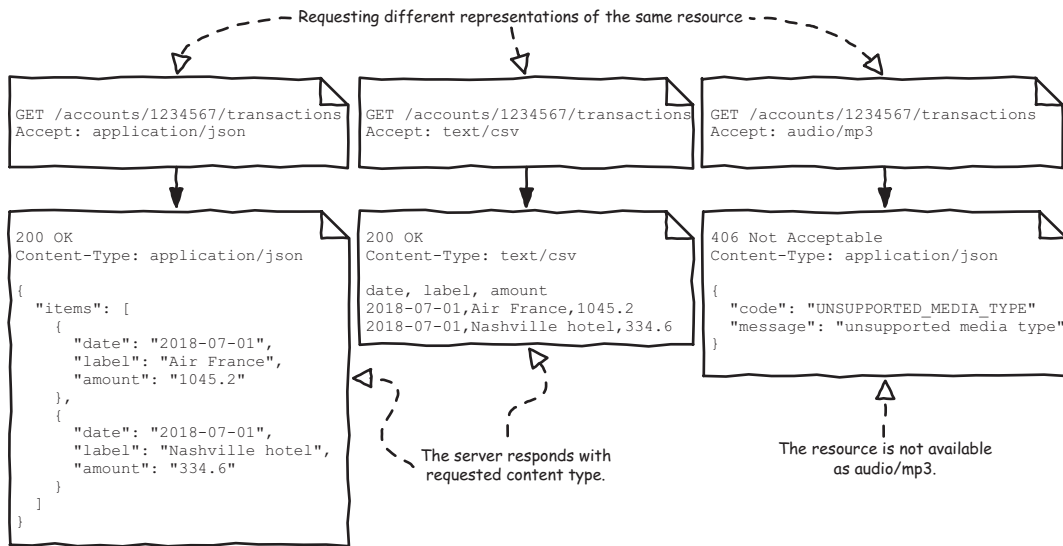 Requesting different representations of the same resource
GET /accounts/1234567/transactions
Accept: application/json
GET /accounts/1234567/transactions
Accept: text/csv
GET /accounts/1234567/transactions
Accept: audio/mp3
200 OK
Content-Type: application/json
{
"items": [
{
"date": "2018-07-01",
"label": "Air France",
"amount": "1045.2"
},
{
"date": "2018-07-01",
"label": "Nashville hotel",
"amount": "334.6"
}
]
}
200 OK
Content-Type: text/csv
date, label, amount
2018-07-01,Air France,1045.2
2018-07-01,Nashville hotel,334.6
406 Not Acceptable
Content-Type: application/json
{
"code": "UNSUPPORTED_MEDIA_TYPE"
"message": "unsupported media type"
}
The server responds with
requested content type.
The resource is not available
as audio/mp3.